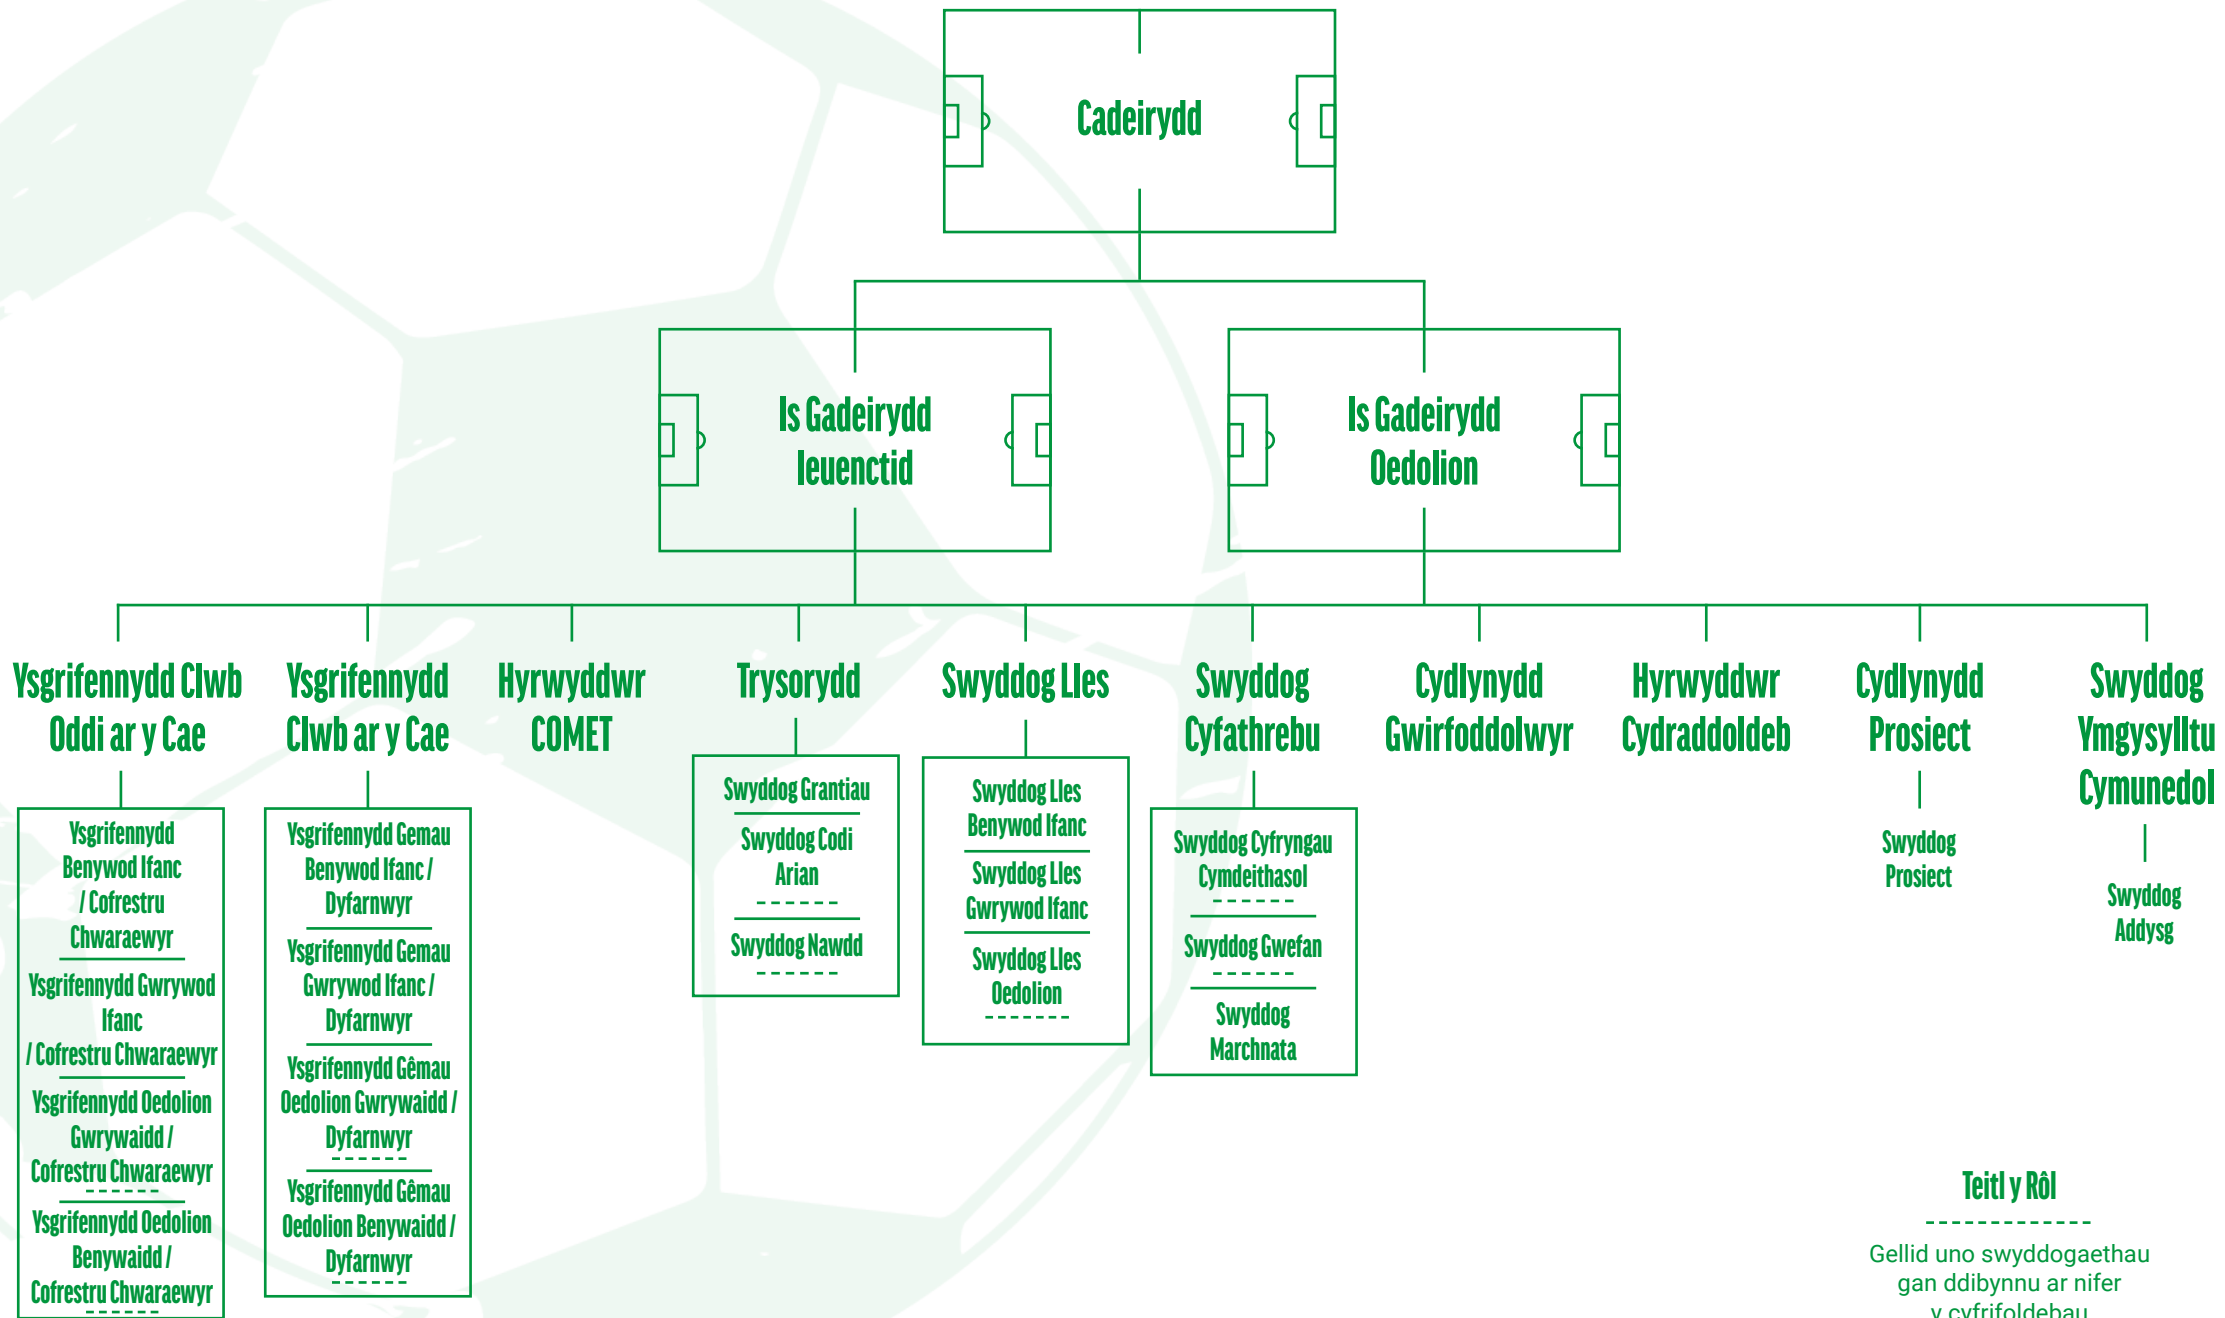 Cadeirydd
Is Gadeirydd
Ieuenctid
Is Gadeirydd
Oedolion
Ysgrifennydd Clwb
Oddi ar y Cae
Ysgrifennydd
Benywod Ifanc
/ Cofrestru
Chwaraewyr
Ysgrifennydd Gwrywod
Ifanc
/ Cofrestru Chwaraewyr
Ysgrifennydd Oedolion
Gwrywaidd /
Cofrestru Chwaraewyr
Ysgrifennydd Oedolion
Benywaidd /
Cofrestru Chwaraewyr
Ysgrifennydd
Clwb ar y Cae
Ysgrifennydd Gemau
Benywod Ifanc /
Dyfarnwyr
Ysgrifennydd Gemau
Gwrywod Ifanc /
Dyfarnwyr
Ysgrifennydd Gêmau
Oedolion Gwrywaidd /
Dyfarnwyr
Ysgrifennydd Gêmau
Oedolion Benywaidd /
Dyfarnwyr
Hyrwyddwr
COMET
Trysorydd
Swyddog Grantiau
Swyddog Codi
Arian
Swyddog Nawdd
Swyddog Lles
Swyddog Lles
Benywod Ifanc
Swyddog Lles
Gwrywod Ifanc
Swyddog Lles
Oedolion
Swyddog
Cyfathrebu
Swyddog Cyfryngau
Cymdeithasol
Swyddog Gwefan
Swyddog
Marchnata
Cydlynydd
Gwirfoddolwyr
Hyrwyddwr
Cydraddoldeb
Cydlynydd
Prosiect
Swyddog
Prosiect
Swyddog
Ymgysylltu
Cymunedol
Swyddog
Addysg
Teitl y Rôl
Gellid uno swyddogaethau
gan ddibynnu ar nifer
y cyfrifoldebau